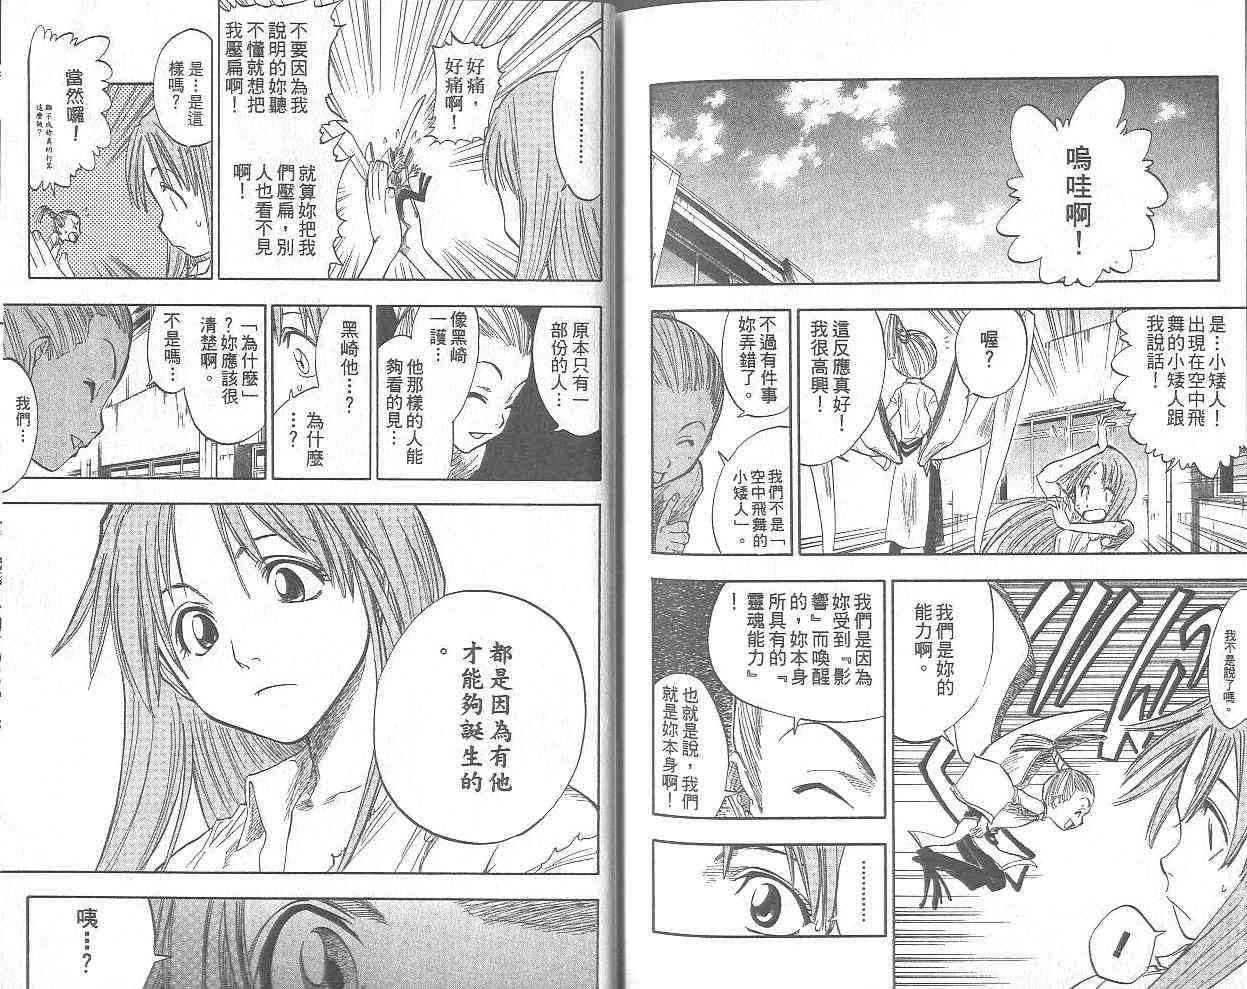 嗚哇啊！
是…小矮人！
出現在空中飛
舞的小矮人跟
我說話！
喔？
這反應真好！
我很高興！
不過有件事
妳弄錯了。
我們不是「
空中飛舞的
小矮人」。
我不是說了嗎。
我們是妳的
能力啊。
！
我們是因為
妳受到『影
響』而喚醒
的，妳本身
所具有的『
靈魂能力』
！
也就是說，我們
就是妳本身啊！
………
…………
好痛，
好痛啊！
不要因為我
說明的妳聽
不懂就想把
我壓扁啊！
就算妳把我
們壓扁，別
人也看不見
啊！
是…是這
樣嗎？
當然囉！
難不成妳真的打算
這麼做？
原本只有一
部份的人…
像黑崎
一護…
他那樣的人能
夠看的見…
黑崎他…？
為什麼
…？
「為什麼」
？妳應該很
清楚啊。
不是嗎…
我們…
都是因為有他
才能夠誕生的
。
咦…？